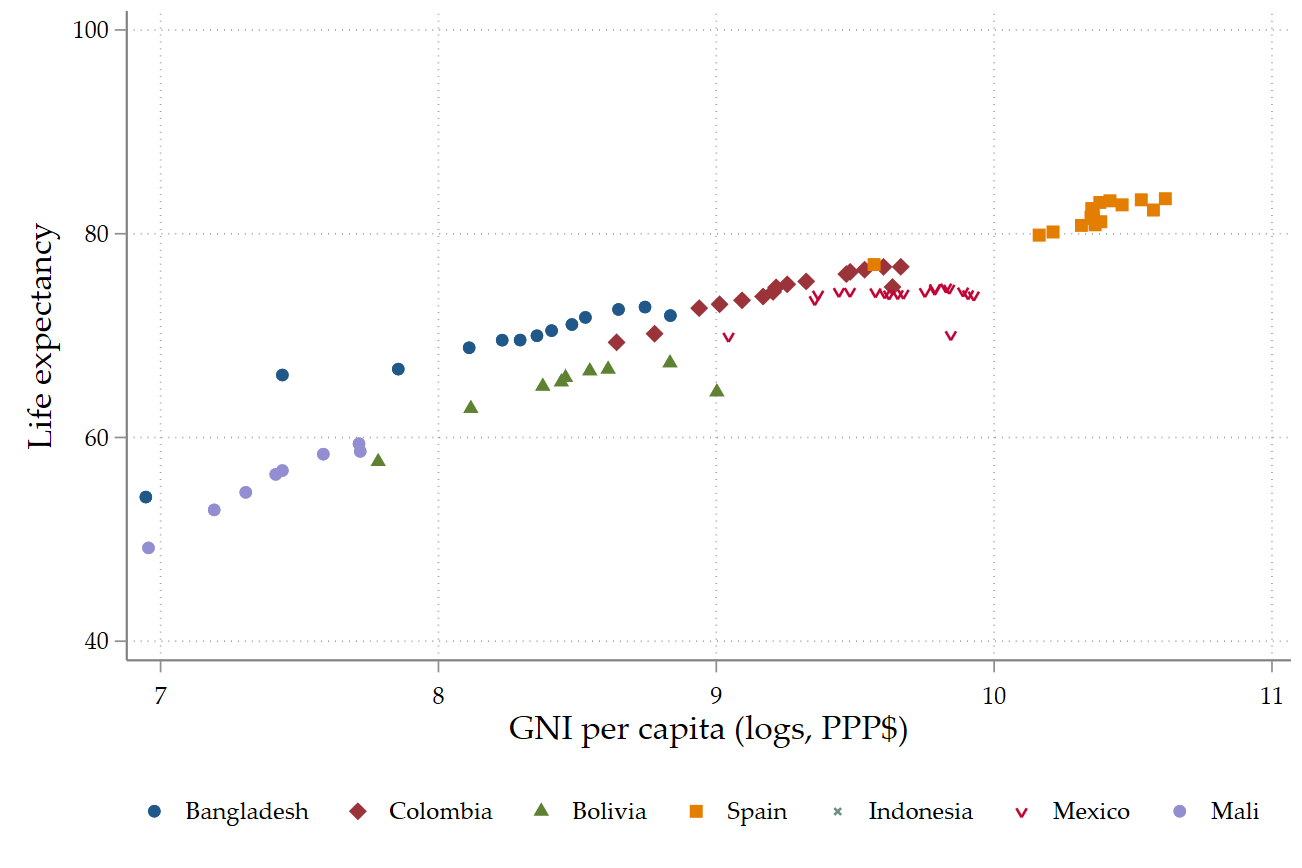 100
80
60
40
Life expectancy
7 8 9 10 11
GNI per capita (logs, PPP$)
Bangladesh Colombia Bolivia Spain Indonesia Mexico Mali